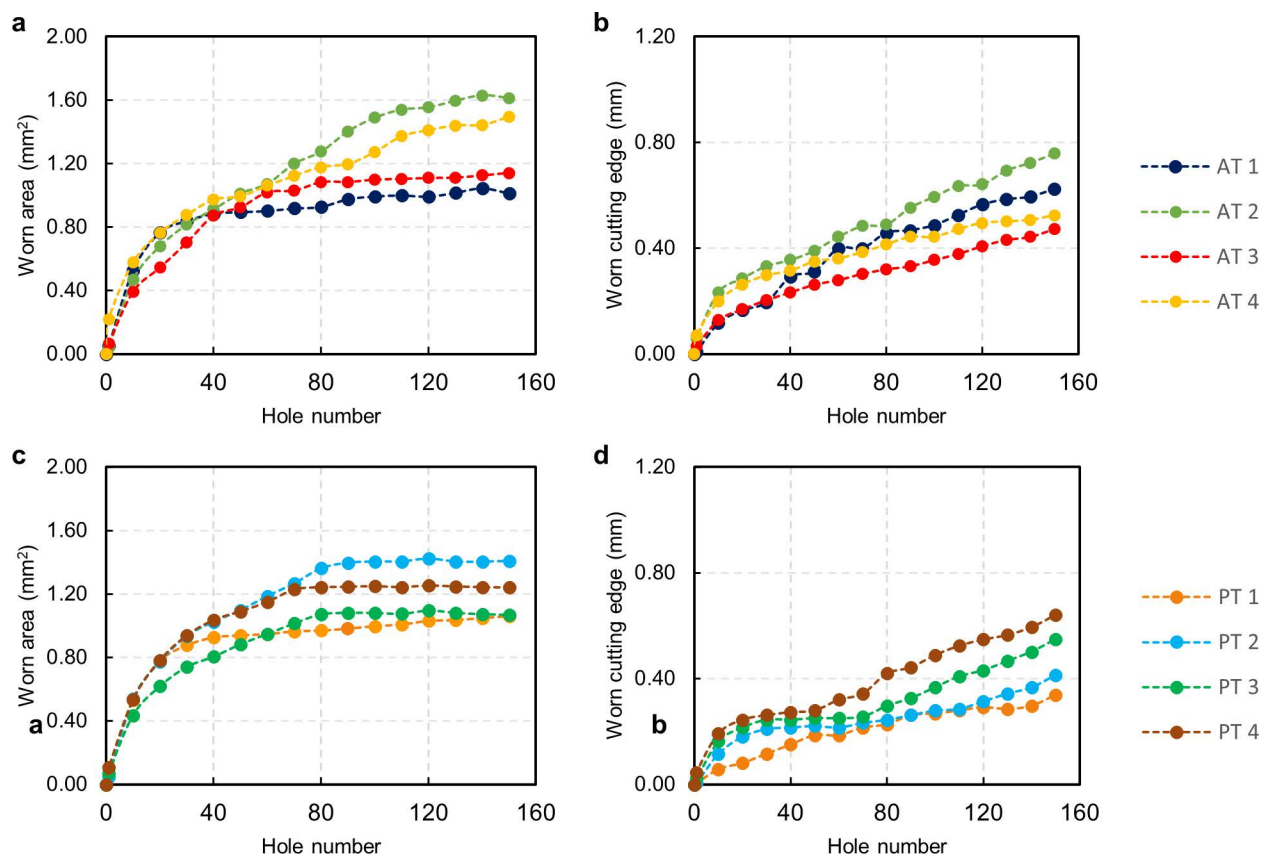 a
2.00
1.60
1.20
0.80
0.40
0.00
Worn area (mm²)
0 40 80 120 160
Hole number
b
1.20
0.80
0.40
0.00
Worn cutting edge (mm)
0 40 80 120 160
Hole number
AT 1
AT 2
AT 3
AT 4
c
2.00
1.60
1.20
0.80
0.40
0.00
Worn area (mm²)
a
0 40 80 120 160
Hole number
d
1.20
0.80
0.40
0.00
Worn cutting edge (mm)
b
0 40 80 120 160
Hole number
PT 1
PT 2
PT 3
PT 4